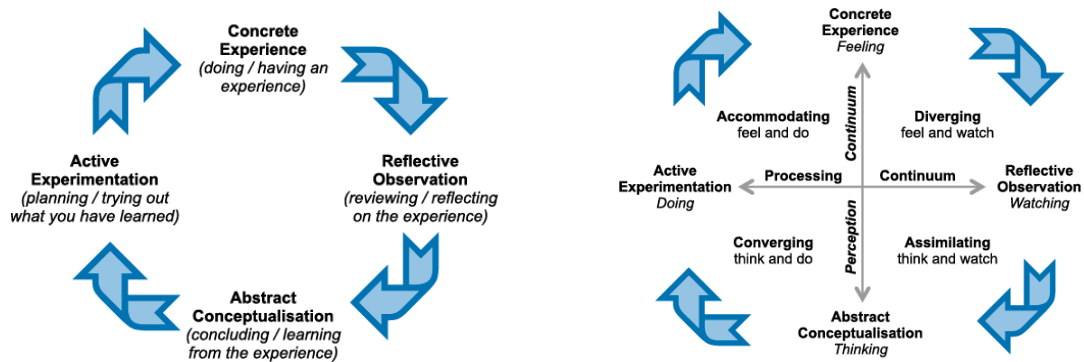 Concrete
Experience
(doing / having an
experience)
Active
Experimentation
(planning / trying out
what you have learned)
Reflective
Observation
(reviewing / reflecting
on the experience)
Abstract
Conceptualisation
(concluding / learning
from the experience)
Concrete
Experience
Feeling
Accommodating
feel and do
Continuum
Diverging
feel and watch
Active
Experimentation
Doing
Processing
Continuum
Reflective
Observation
Watching
Converging
think and do
Perception
Assimilating
think and watch
Abstract
Conceptualisation
Thinking